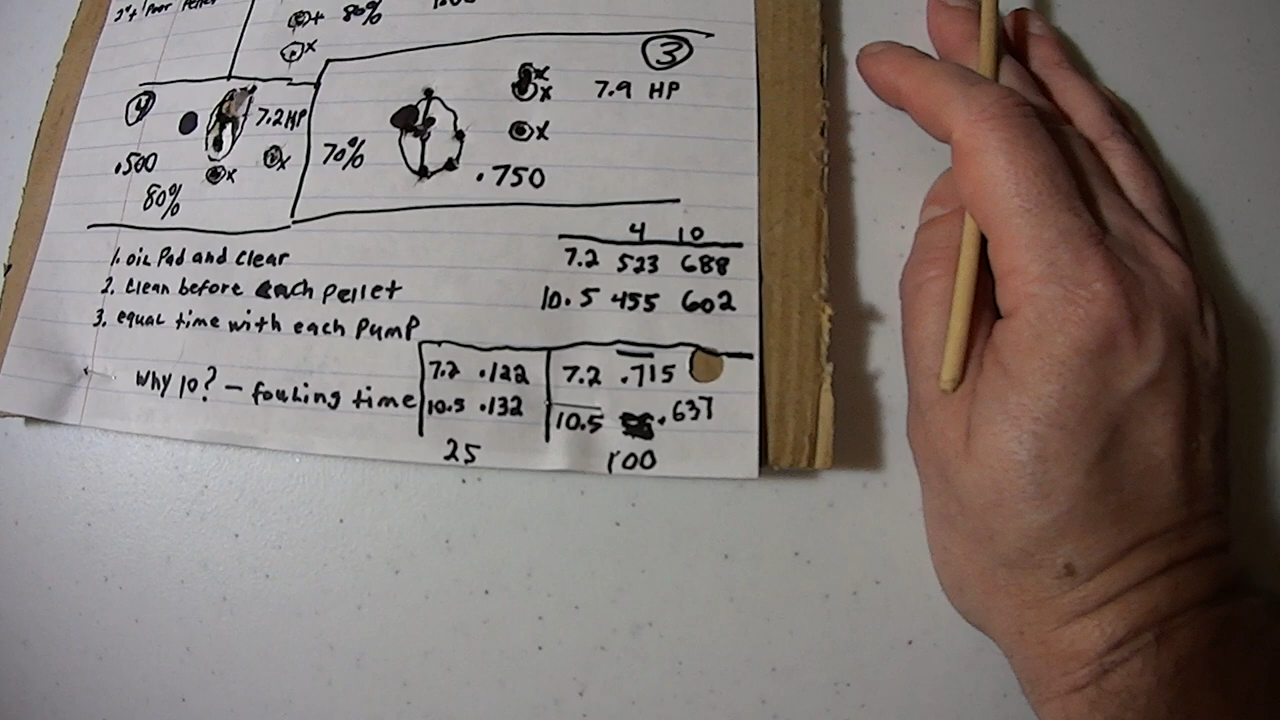 2"+ Poor Pellet
+ 80%
x
3
x
x
7.9 HP
x
70%
.750
4
7.2 HP
.500
x
x
80%
4 10
7.2 523 688
10.5 455 602
1. oil Pad and clear
2. clean before each pellet
3. equal time with each Pump
Why 10? - fouling time
7.2 .122
10.5 .132
25
7.2 .715
10.5 .637
100